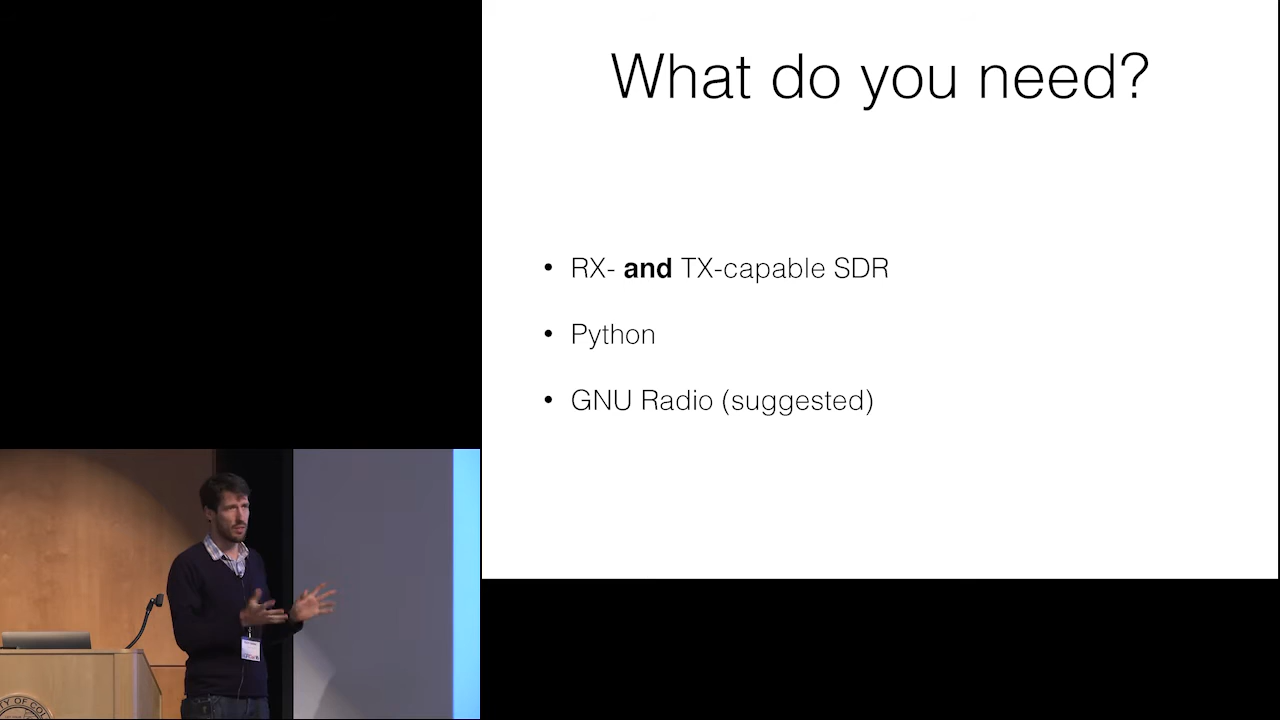 What do you need?
• RX- and TX-capable SDR
• Python
• GNU Radio (suggested)